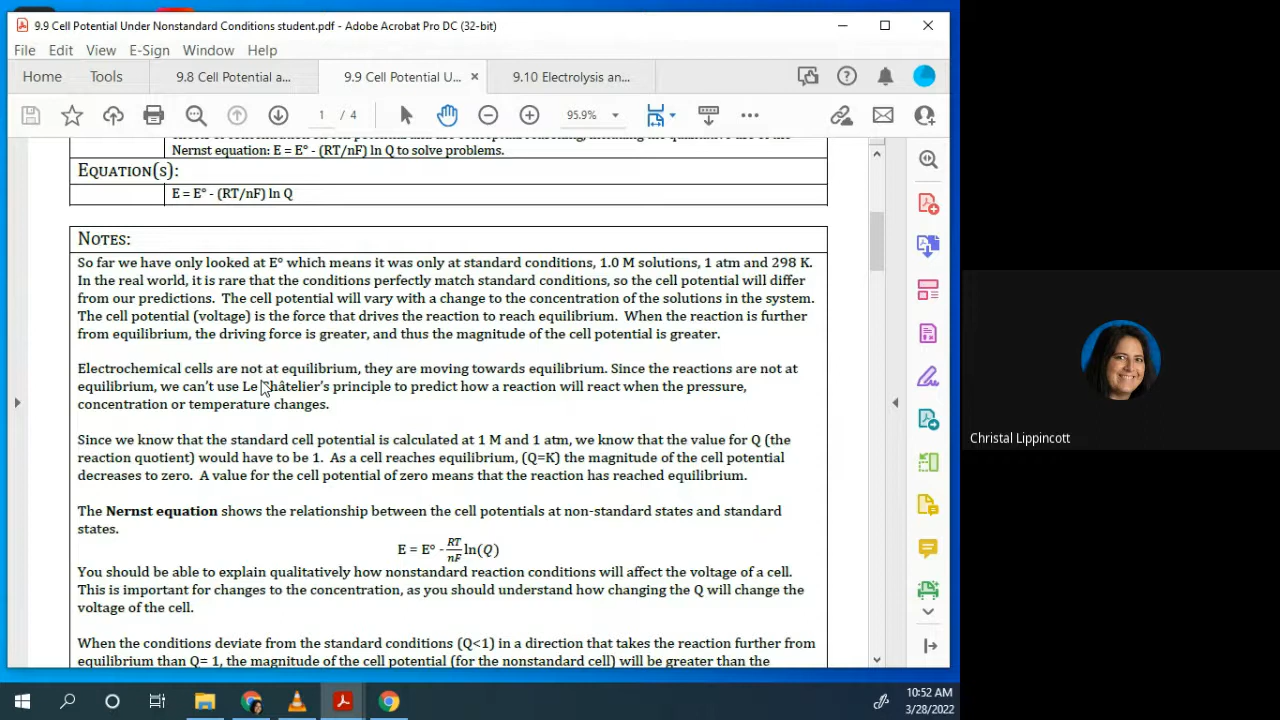 9.9 Cell Potential Under Nonstandard Conditions student.pdf - Adobe Acrobat Pro DC (32-bit)
File Edit View E-Sign Window Help
Home Tools 9.8 Cell Potential a... 9.9 Cell Potential U... × 9.10 Electrolysis an...
1 / 4 95.9%
Nernst equation: E = E° - (RT/nF) ln Q to solve problems.
EQUATION(S):
E = E° - (RT/nF) ln Q
NOTES:
So far we have only looked at E° which means it was only at standard conditions, 1.0 M solutions, 1 atm and 298 K.
In the real world, it is rare that the conditions perfectly match standard conditions, so the cell potential will differ
from our predictions. The cell potential will vary with a change to the concentration of the solutions in the system.
The cell potential (voltage) is the force that drives the reaction to reach equilibrium. When the reaction is further
from equilibrium, the driving force is greater, and thus the magnitude of the cell potential is greater.
Electrochemical cells are not at equilibrium, they are moving towards equilibrium. Since the reactions are not at
equilibrium, we can't use Le Châtelier's principle to predict how a reaction will react when the pressure,
concentration or temperature changes.
Since we know that the standard cell potential is calculated at 1 M and 1 atm, we know that the value for Q (the
reaction quotient) would have to be 1. As a cell reaches equilibrium, (Q=K) the magnitude of the cell potential
decreases to zero. A value for the cell potential of zero means that the reaction has reached equilibrium.
The Nernst equation shows the relationship between the cell potentials at non-standard states and standard
states.
E = E° - RT/nF ln(Q)
You should be able to explain qualitatively how nonstandard reaction conditions will affect the voltage of a cell.
This is important for changes to the concentration, as you should understand how changing the Q will change the
voltage of the cell.
When the conditions deviate from the standard conditions (Q<1) in a direction that takes the reaction further from
equilibrium than Q= 1, the magnitude of the cell potential (for the nonstandard cell) will be greater than the
Christal Lippincott
10:52 AM
3/28/2022